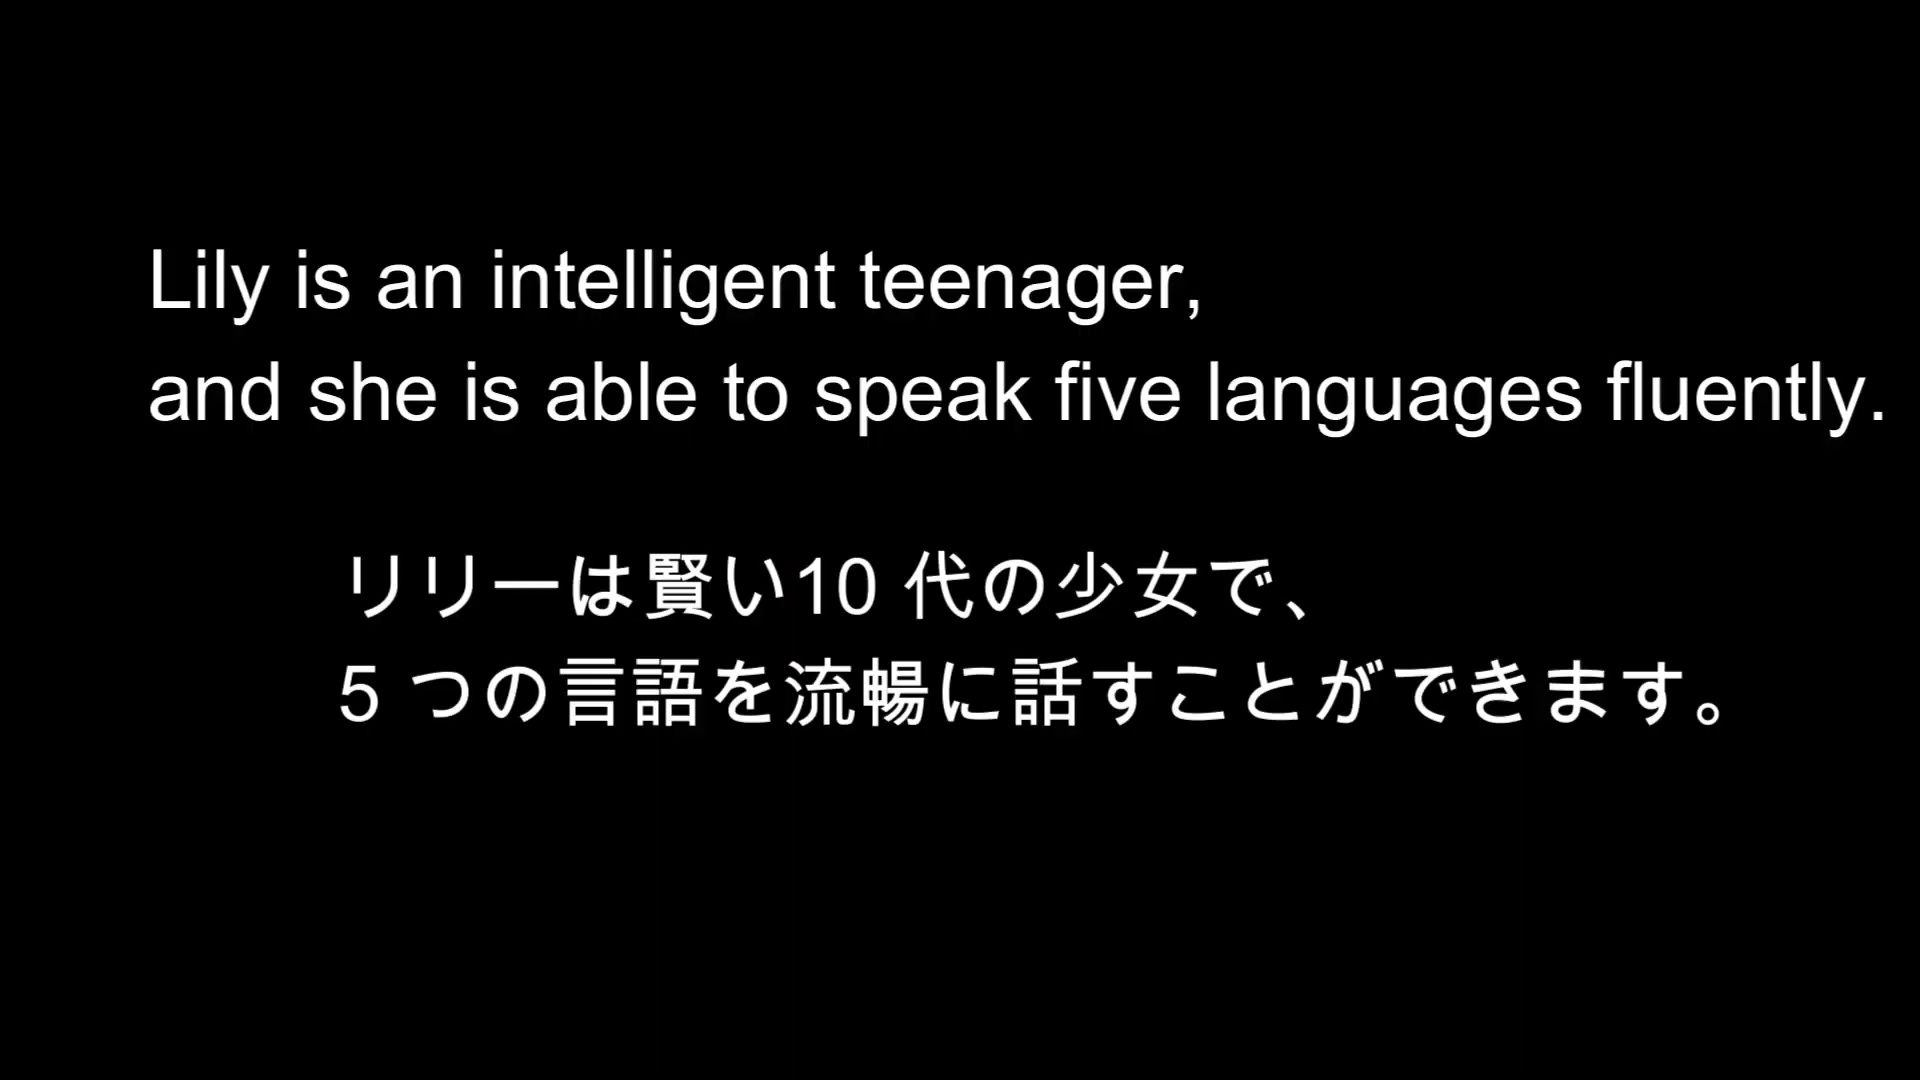 Lily is an intelligent teenager,
and she is able to speak five languages fluently.
リリーは賢い10 代の少女で、
5 つの言語を流暢に話すことができます。